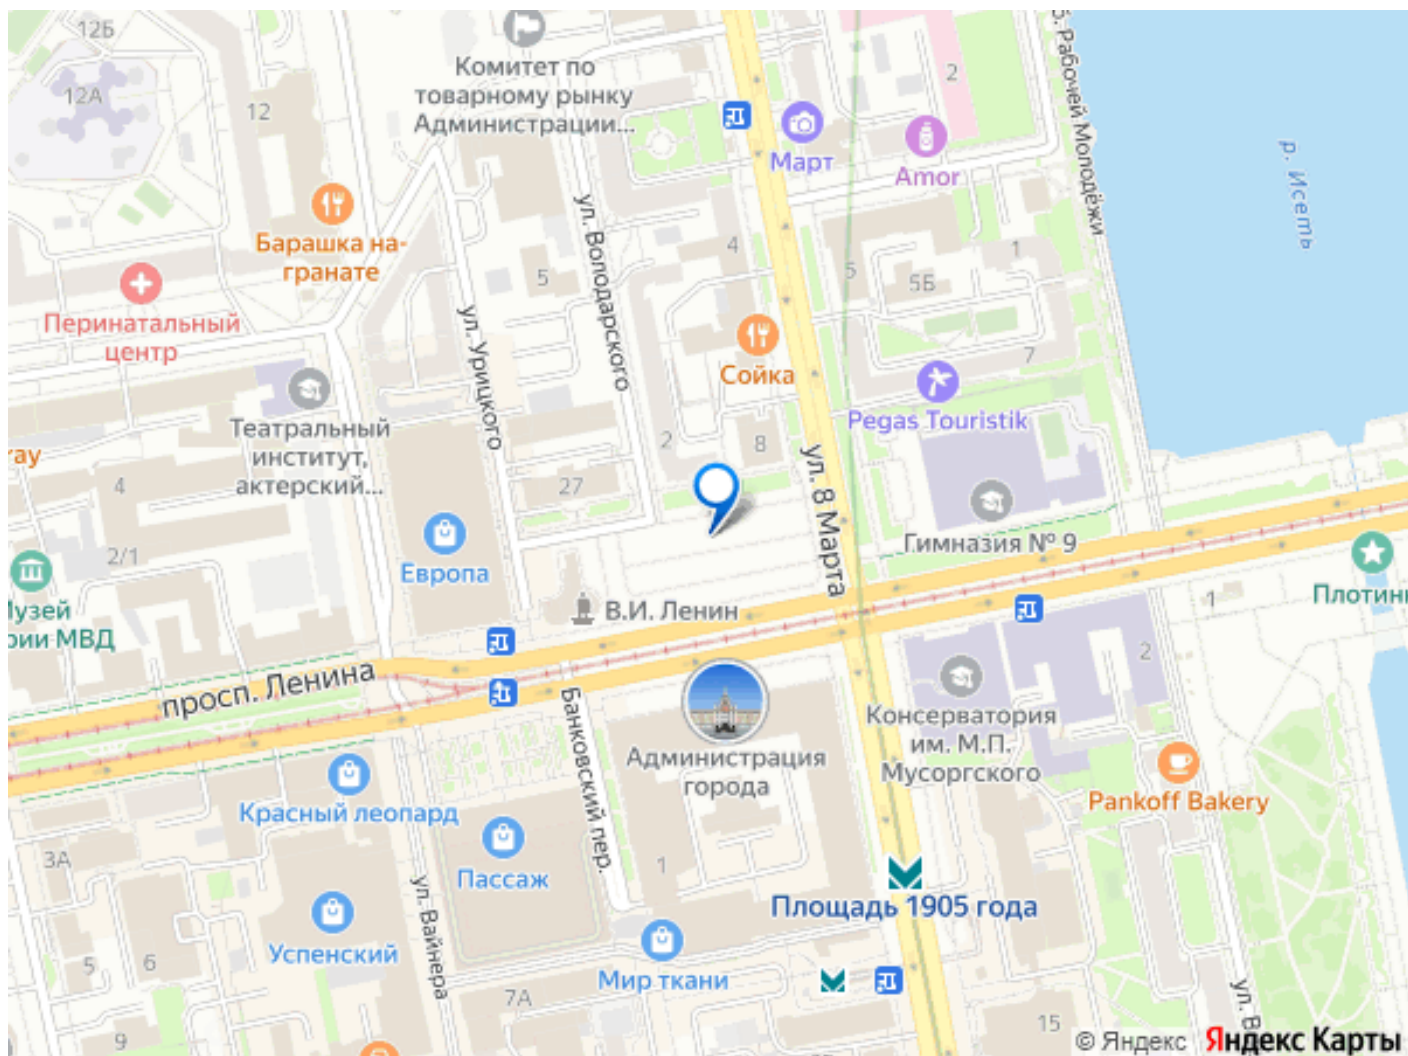 12Б
Комитет по
товарному рынку
Администрации...
12А
12
2
Март
Amor
б. Рабочей Молодёжи
р. Исеть
Барашка на-
гранате
ул. Володарского
4
5
5
5Б
1
Перинатальный
центр
ул. Урицкого
Сойка
7
Pegas Touristik
Театральный
институт,
актерский...
ау
4
2
8
27
ул. 8 Марта
Гимназия № 9
2/1
Европа
Музей
рии МВД
В.И. Ленин
1
Плотин
просп. Ленина
2
Банковский пер.
Администрация
города
Консерватория
им. М.П.
Мусоргского
Красный леопард
Pankoff Bakery
3А
Пассаж
ул. Вайнера
1
Площадь 1905 года
Успенский
5
6
Мир ткани
7А
9
15
ул. В
© Яндекс Яндекс Карты